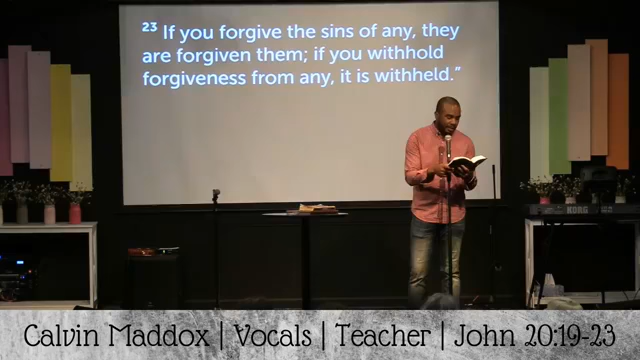 23 If you forgive the sins of any, they
are forgiven them; if you withhold
forgiveness from any, it is withheld.”
KORG
Calvin Maddox | Vocals | Teacher | John 20:19-23